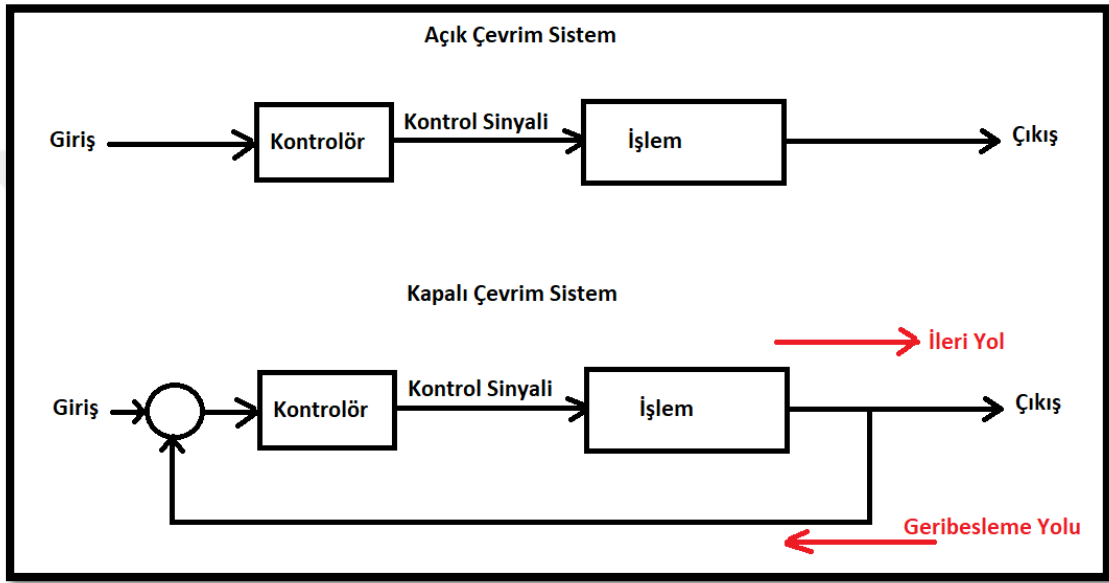 Açık Çevrim Sistem
Giriş
Kontrolör
Kontrol Sinyali
İşlem
Çıkış
Kapalı Çevrim Sistem
İleri Yol
Giriş
Kontrolör
Kontrol Sinyali
İşlem
Çıkış
Geribesleme Yolu